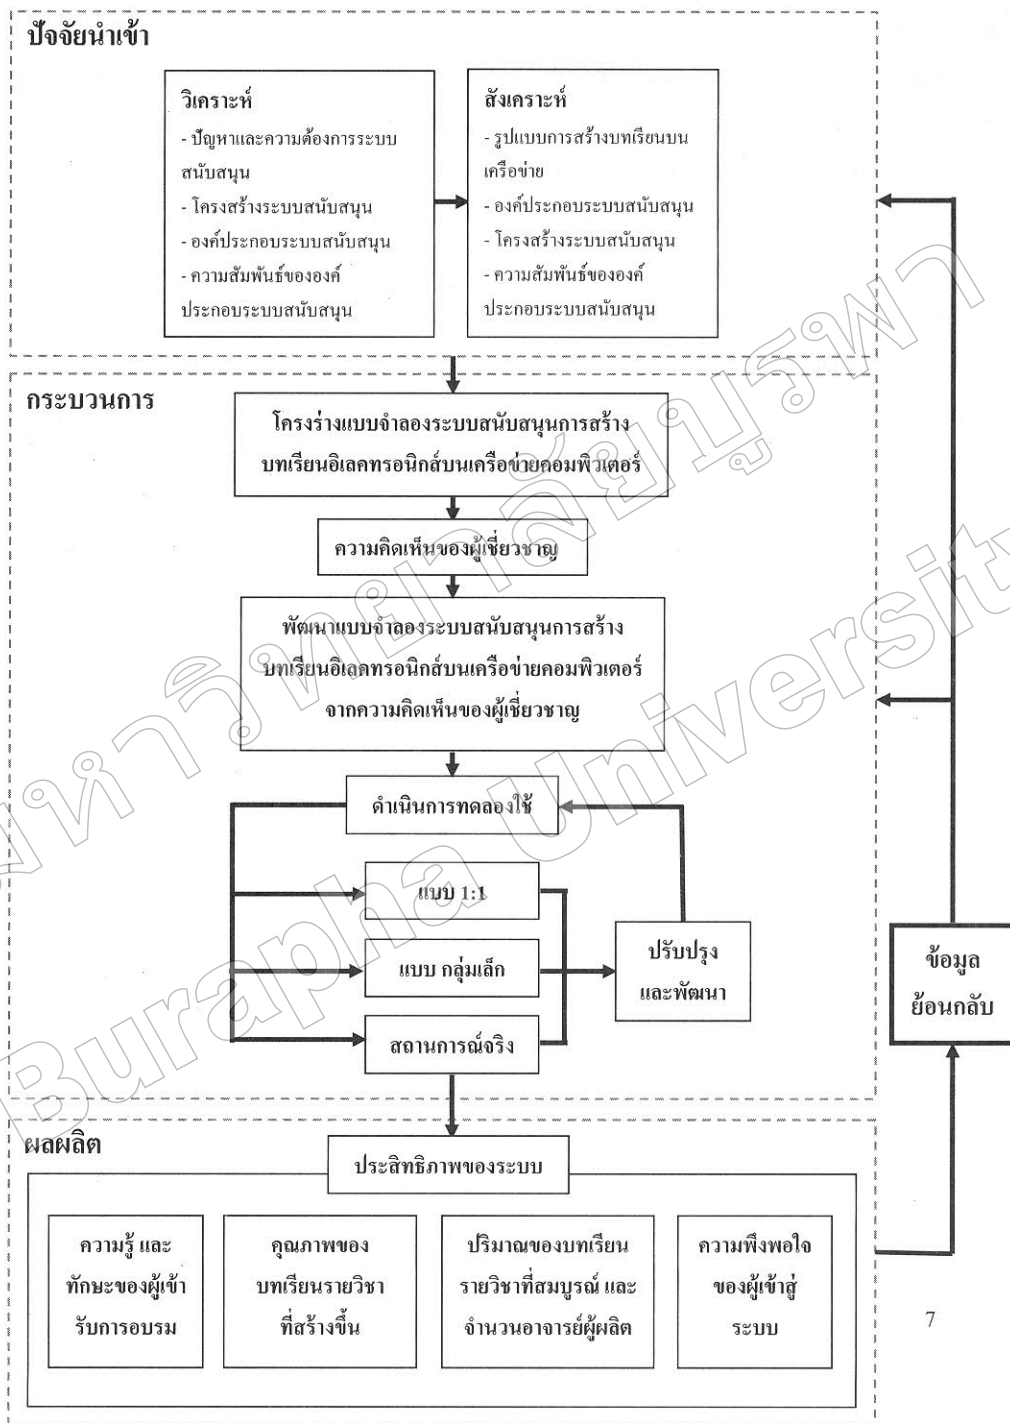 ปัจจัยนำเข้า
วิเคราะห์
- ปัญหาและความต้องการระบบ
สนับสนุน
- โครงสร้างระบบสนับสนุน
- องค์ประกอบระบบสนับสนุน
- ความสัมพันธ์ขององค์
ประกอบระบบสนับสนุน
สังเคราะห์
- รูปแบบการสร้างบทเรียนบน
เครือข่าย
- องค์ประกอบระบบสนับสนุน
- โครงสร้างระบบสนับสนุน
- ความสัมพันธ์ขององค์
ประกอบระบบสนับสนุน
กระบวนการ
โครงร่างแบบจำลองระบบสนับสนุนการสร้าง
บทเรียนอิเลคทรอนิกส์บนเครือข่ายคอมพิวเตอร์
ความคิดเห็นของผู้เชี่ยวชาญ
พัฒนาแบบจำลองระบบสนับสนุนการสร้าง
บทเรียนอิเลคทรอนิกส์บนเครือข่ายคอมพิวเตอร์
จากความคิดเห็นของผู้เชี่ยวชาญ
ดำเนินการทดลองใช้
แบบ 1:1
แบบ กลุ่มเล็ก
สถานการณ์จริง
ปรับปรุง
และพัฒนา
ข้อมูล
ย้อนกลับ
ผลผลิต
ประสิทธิภาพของระบบ
ความรู้ และ
ทักษะของผู้เข้า
รับการอบรม
คุณภาพของ
บทเรียนรายวิชา
ที่สร้างขึ้น
ปริมาณของบทเรียน
รายวิชาที่สมบูรณ์ และ
จำนวนอาจารย์ผู้ผลิต
ความพึงพอใจ
ของผู้เข้าสู่
ระบบ
7
มหาวิทยาลัยบูรพา
Burapha University